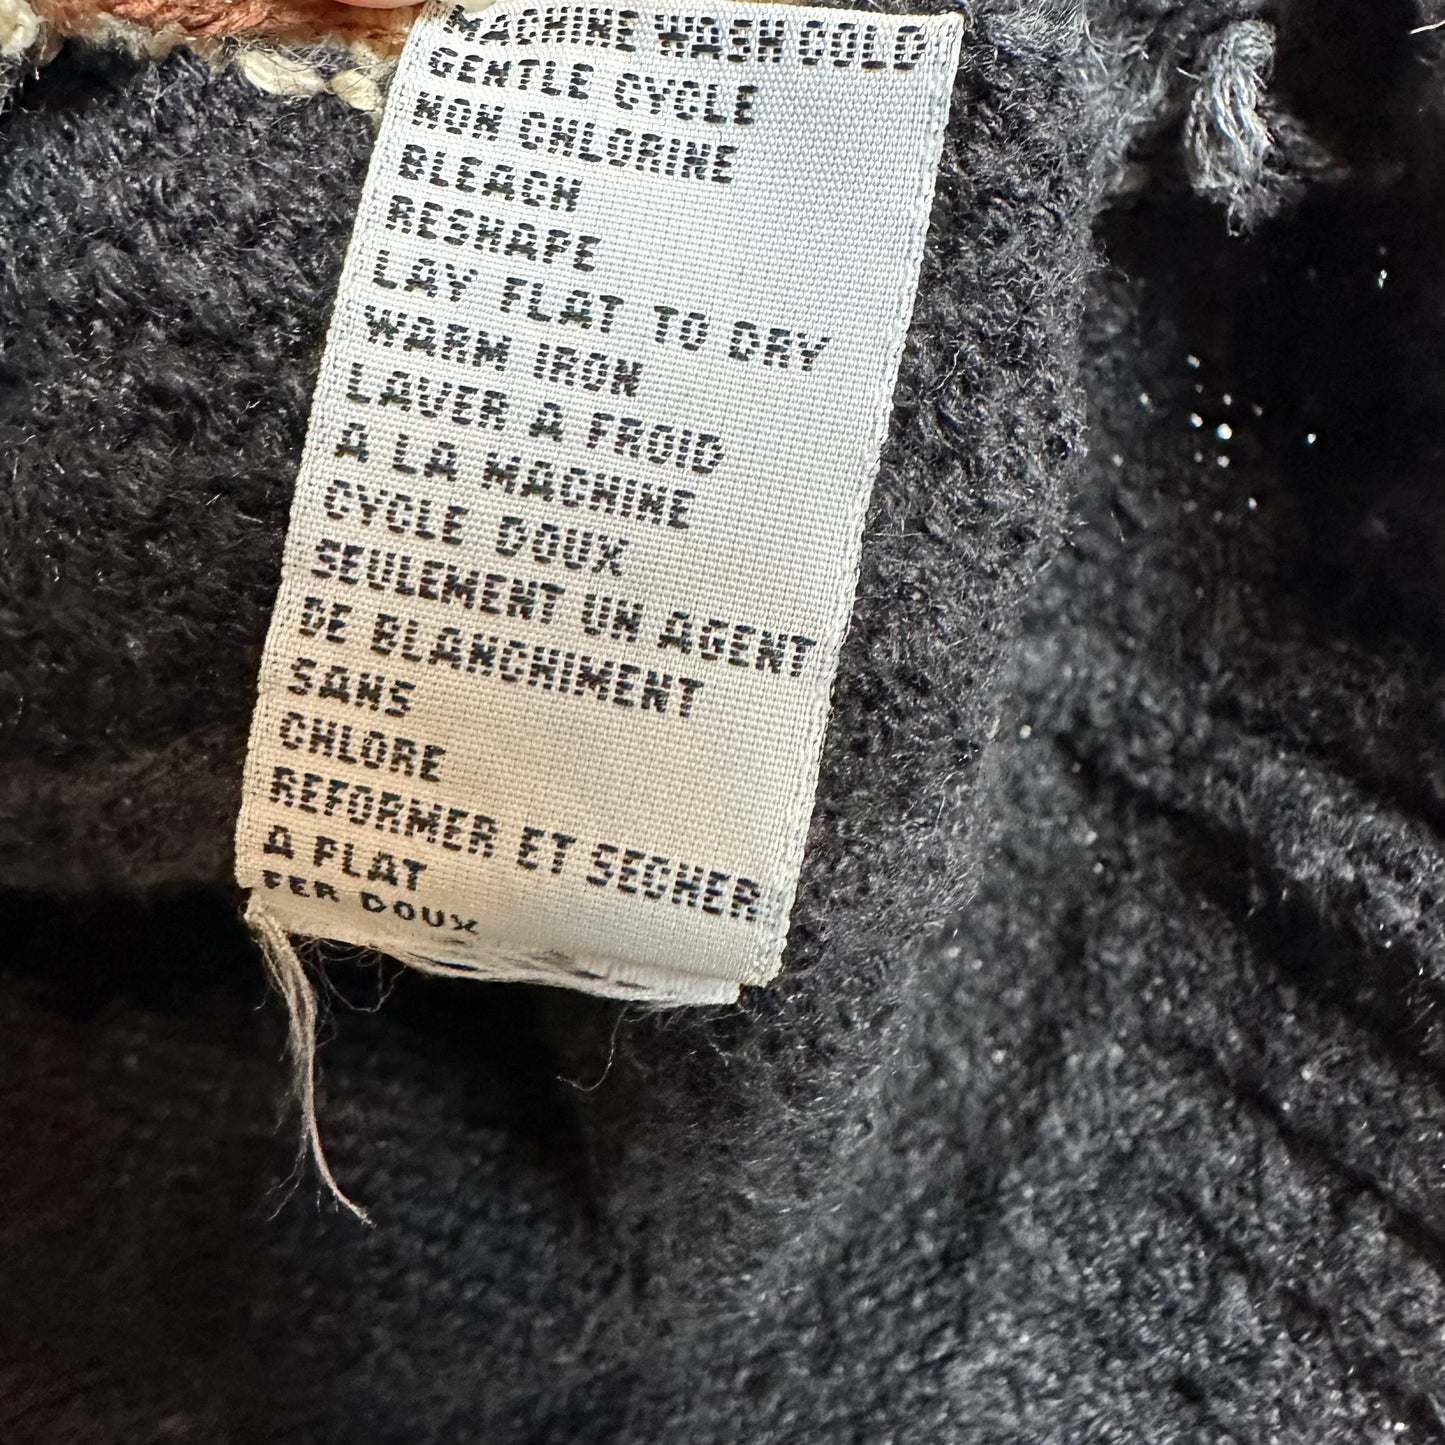 MACHINE WASH COLD
GENTLE CYCLE
NON CHLORINE
BLEACH
RESHAPE
LAY FLAT TO DRY
WARM IRON
LAVER A FROID
A LA MACHINE
CYCLE DOUX
SEULEMENT UN AGENT
DE BLANCHIMENT
SANS
CHLORE
REFORMER ET SECHER
A PLAT
FER DOUX